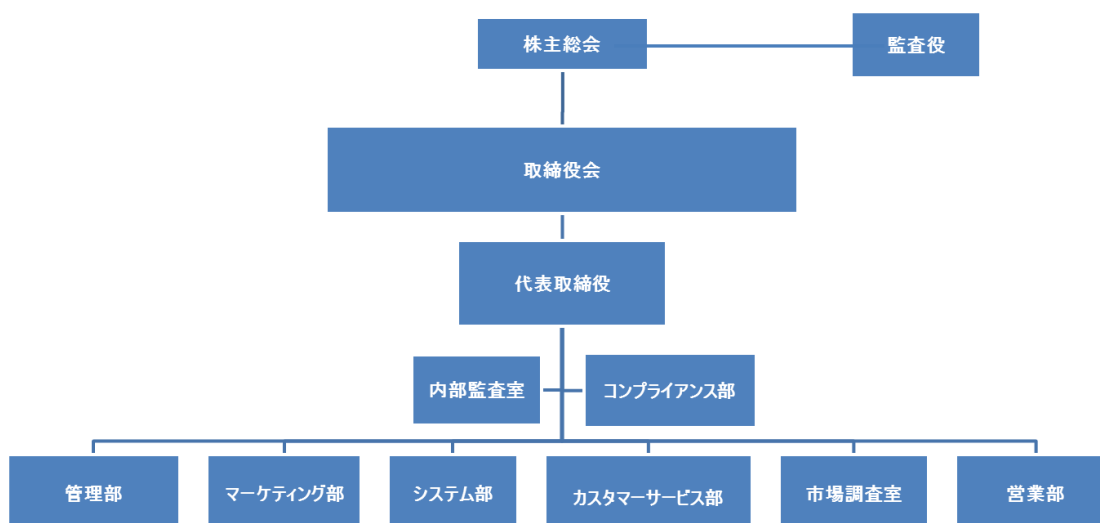 株主総会
監査役
取締役会
代表取締役
内部監査室
コンプライアンス部
管理部
マーケティング部
システム部
カスタマーサービス部
市場調査室
営業部